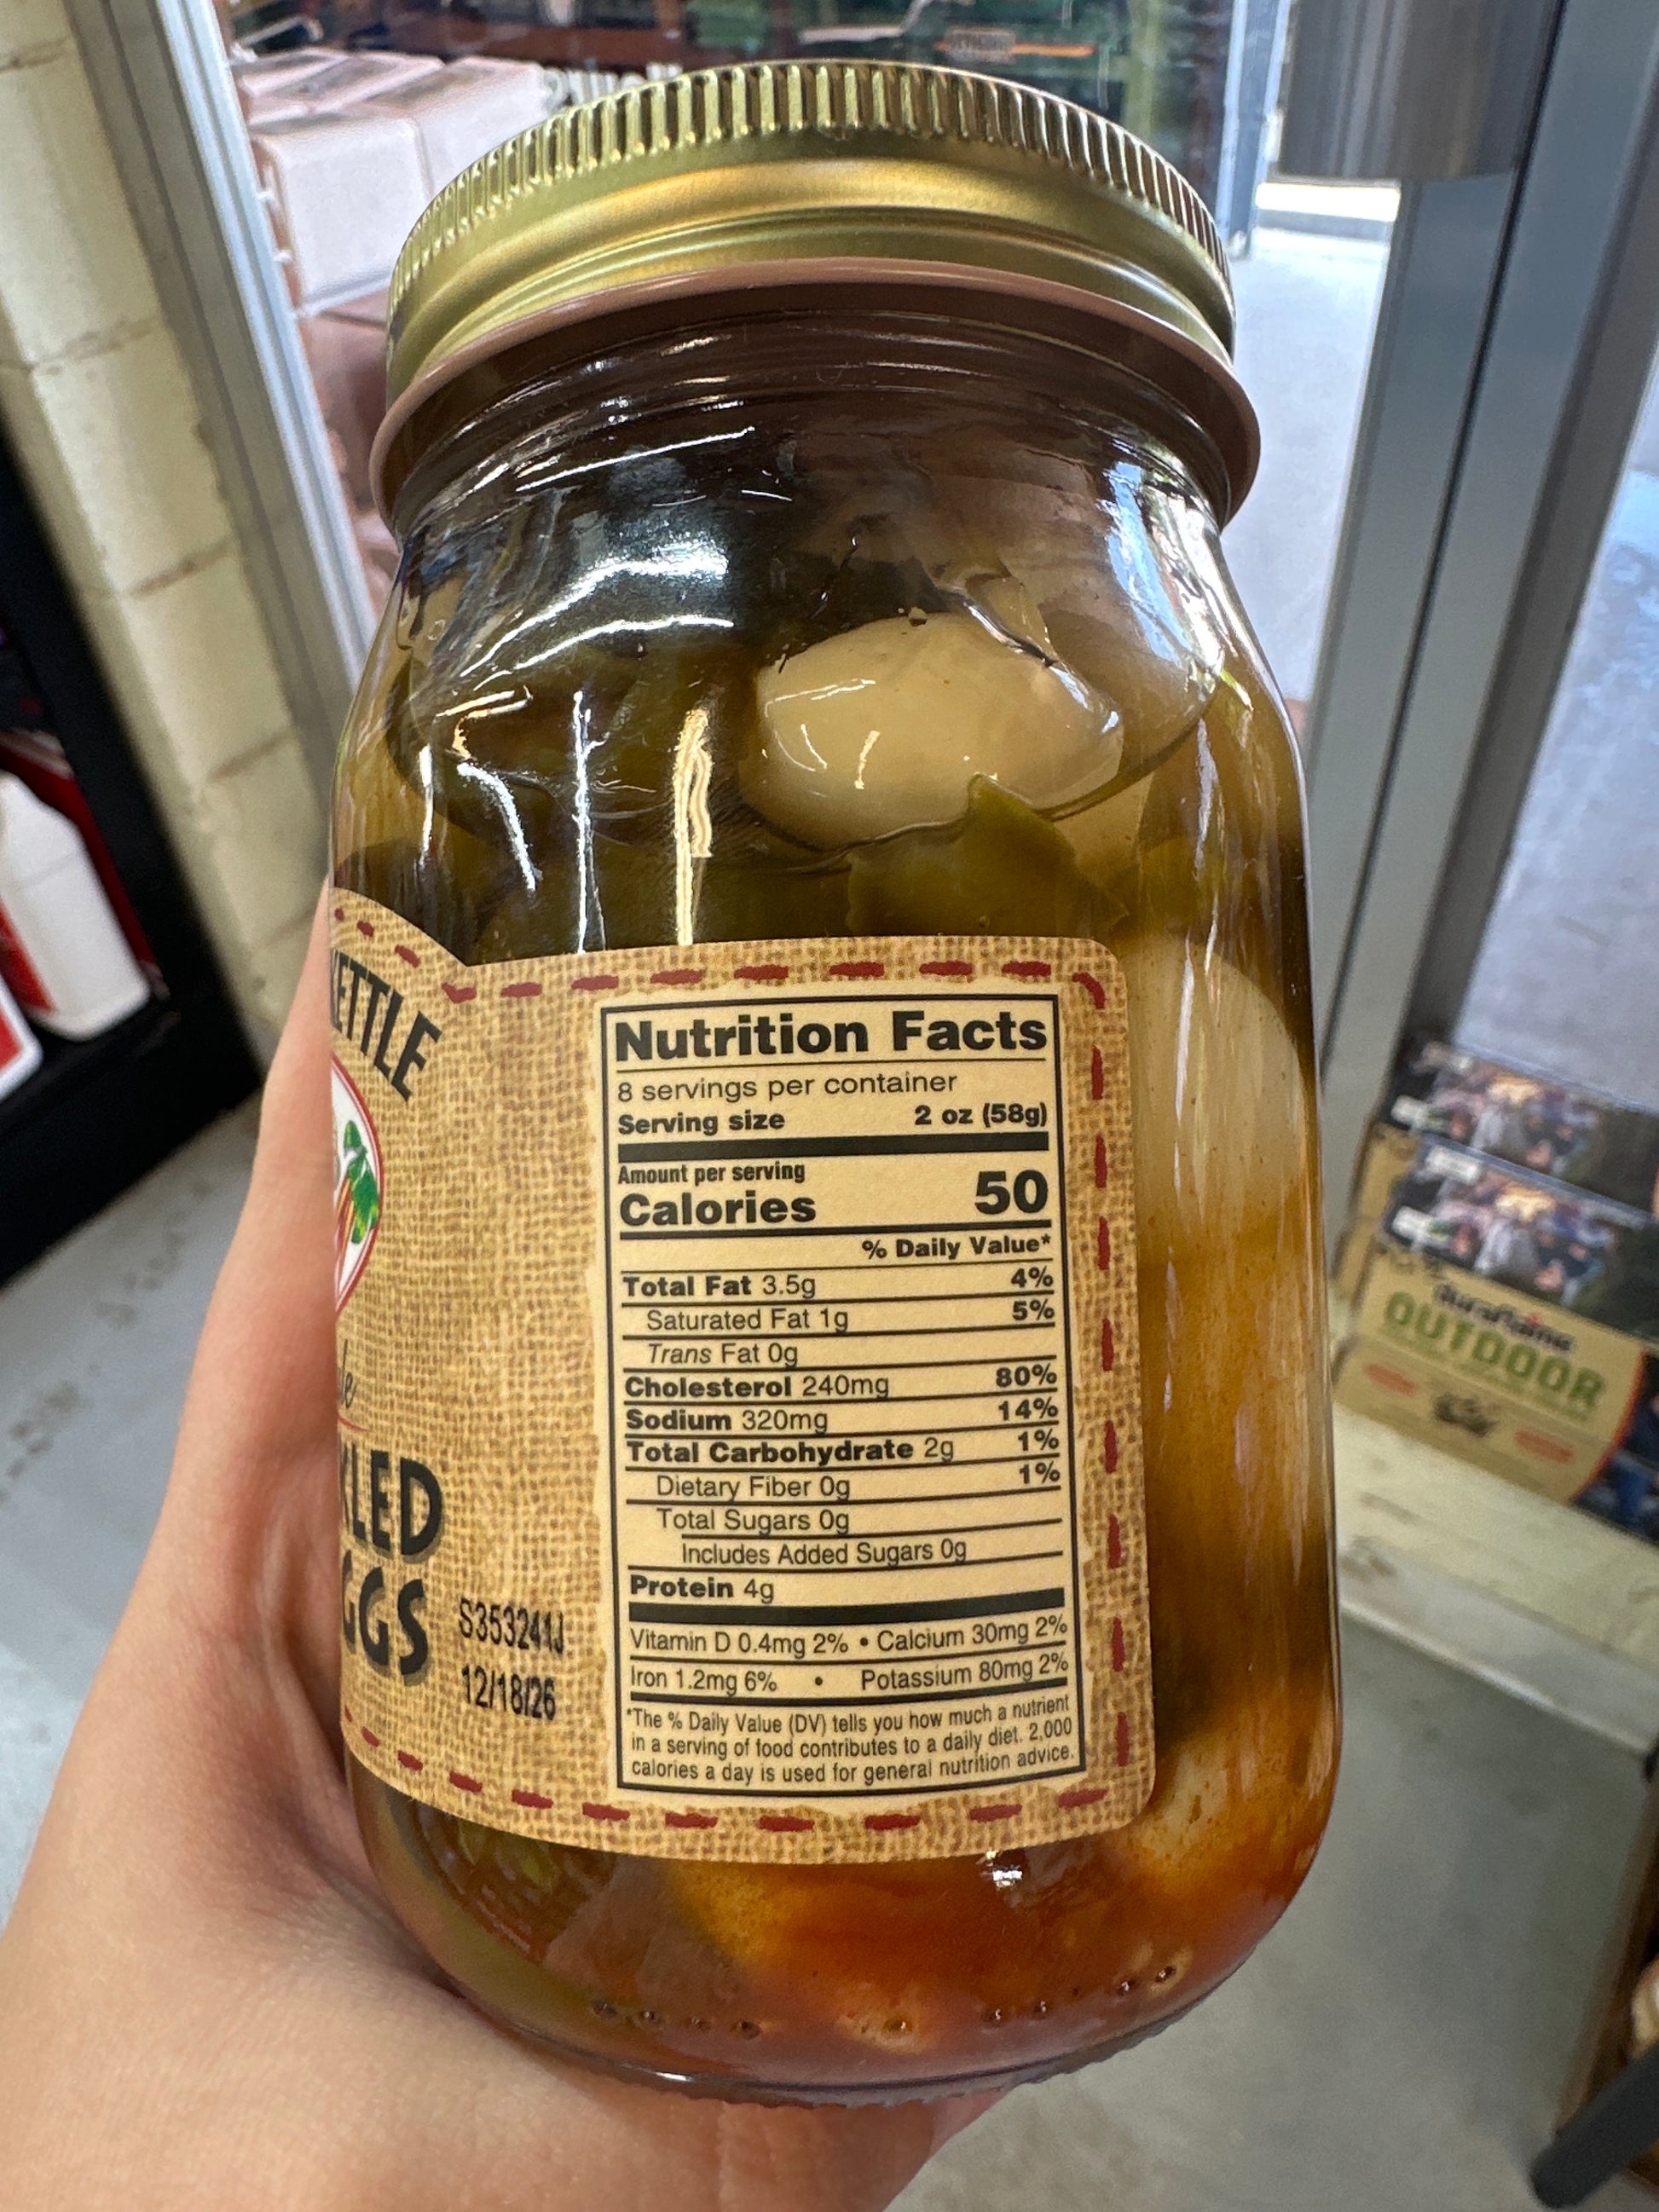 KETTLE
KLED
GGS
S353241J
12/18/26
Nutrition Facts
8 servings per container
Serving size 2 oz (58g)
Amount per serving
Calories 50
% Daily Value*
Total Fat 3.5g 4%
Saturated Fat 1g 5%
Trans Fat 0g
Cholesterol 240mg 80%
Sodium 320mg 14%
Total Carbohydrate 2g 1%
Dietary Fiber 0g 1%
Total Sugars 0g
Includes Added Sugars 0g
Protein 4g
Vitamin D 0.4mg 2% • Calcium 30mg 2%
Iron 1.2mg 6% • Potassium 80mg 2%
*The % Daily Value (DV) tells you how much a nutrient
in a serving of food contributes to a daily diet. 2,000
calories a day is used for general nutrition advice.
duraflame
OUTDOOR